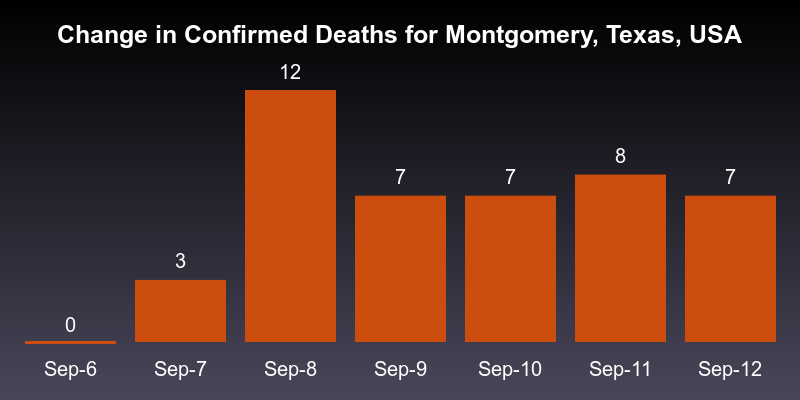 Change in Confirmed Deaths for Montgomery, Texas, USA
12
8
7
7
7
3
0
Sep-6
Sep-7
Sep-8
Sep-9
Sep-10
Sep-11
Sep-12